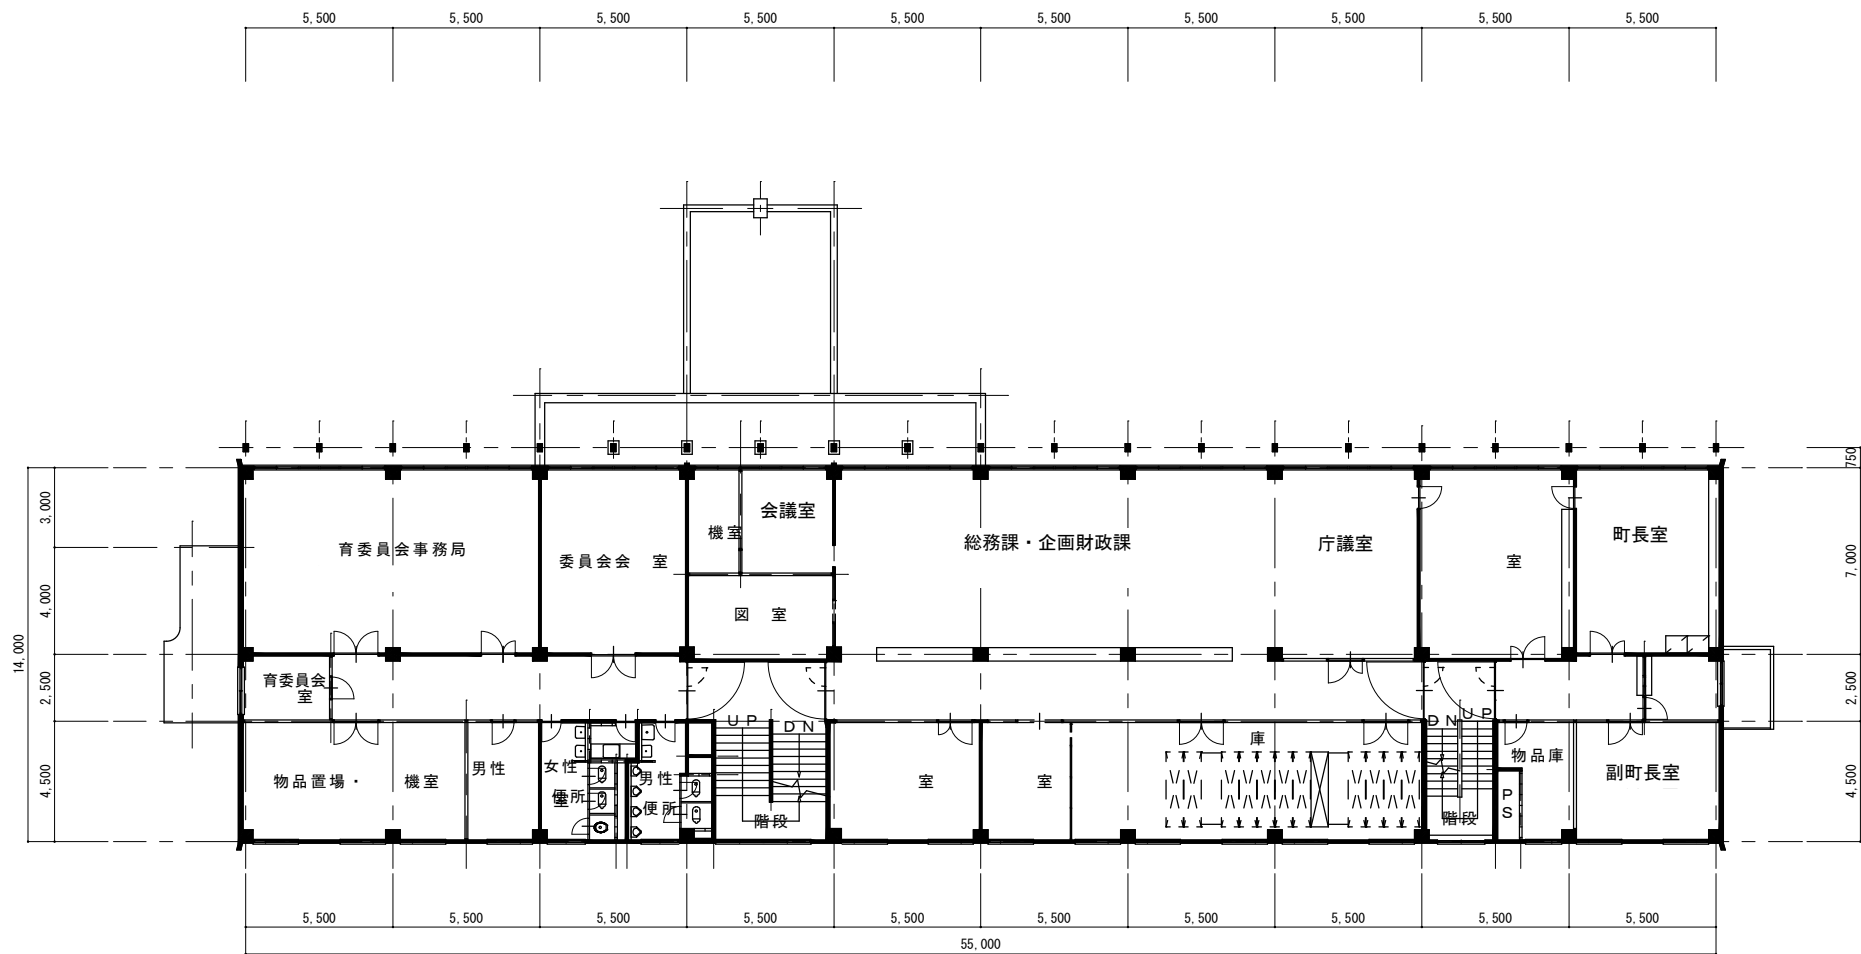 5,500 5,500 5,500 5,500 5,500 5,500 5,500 5,500 5,500 5,500
750
3,000
4,000
2,500
4,500
14,000
7,000
2,500
4,500
育委員会事務局
委員会会 室
機室
会議室
図 室
総務課・企画財政課
庁議室
室
町長室
育委員会
室
UP
DN
DN
UP
物品置場・ 機室
男性
女性
室
便所
男性
便所
階段
室
室
庫
階段
物品庫
PS
副町長室
5,500 5,500 5,500 5,500 5,500 5,500 5,500 5,500 5,500 5,500
55,000